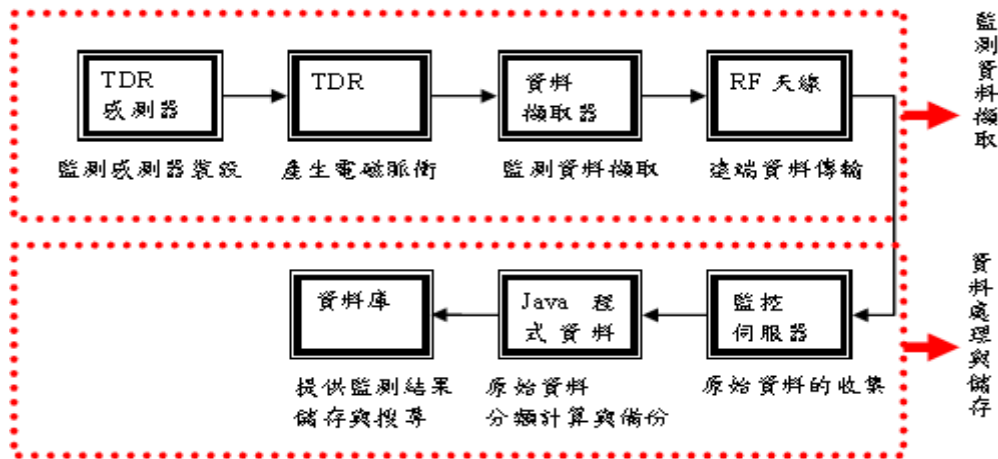 TDR
感測器
TDR
資料
擷取器
RF 天線
監測感測器裝設
產生電磁脈衝
監測資料擷取
遠端資料傳輸
監測資料擷取
資料庫
Java 程
式資料
監控
伺服器
提供監測結果
儲存與搜尋
原始資料
分類計算與備份
原始資料的收集
資料處理與儲存